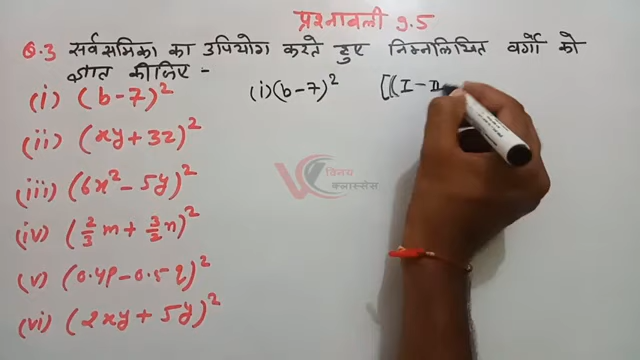 प्रश्नावली 9.5
Q.3 सर्वसमिका का उपयोग करते हुए निम्नलिखित वर्गों को
ज्ञात कीजिए -
(i) (b-7)²
(i) (b-7)² [(I-II
(ii) (xy+3z)²
(iii) (6x²-5y)²
(iv) (2/3 m + 3/2 n)²
(v) (0.4p-0.5q)²
(vi) (2xy+5y)²
विनय
क्लासेस